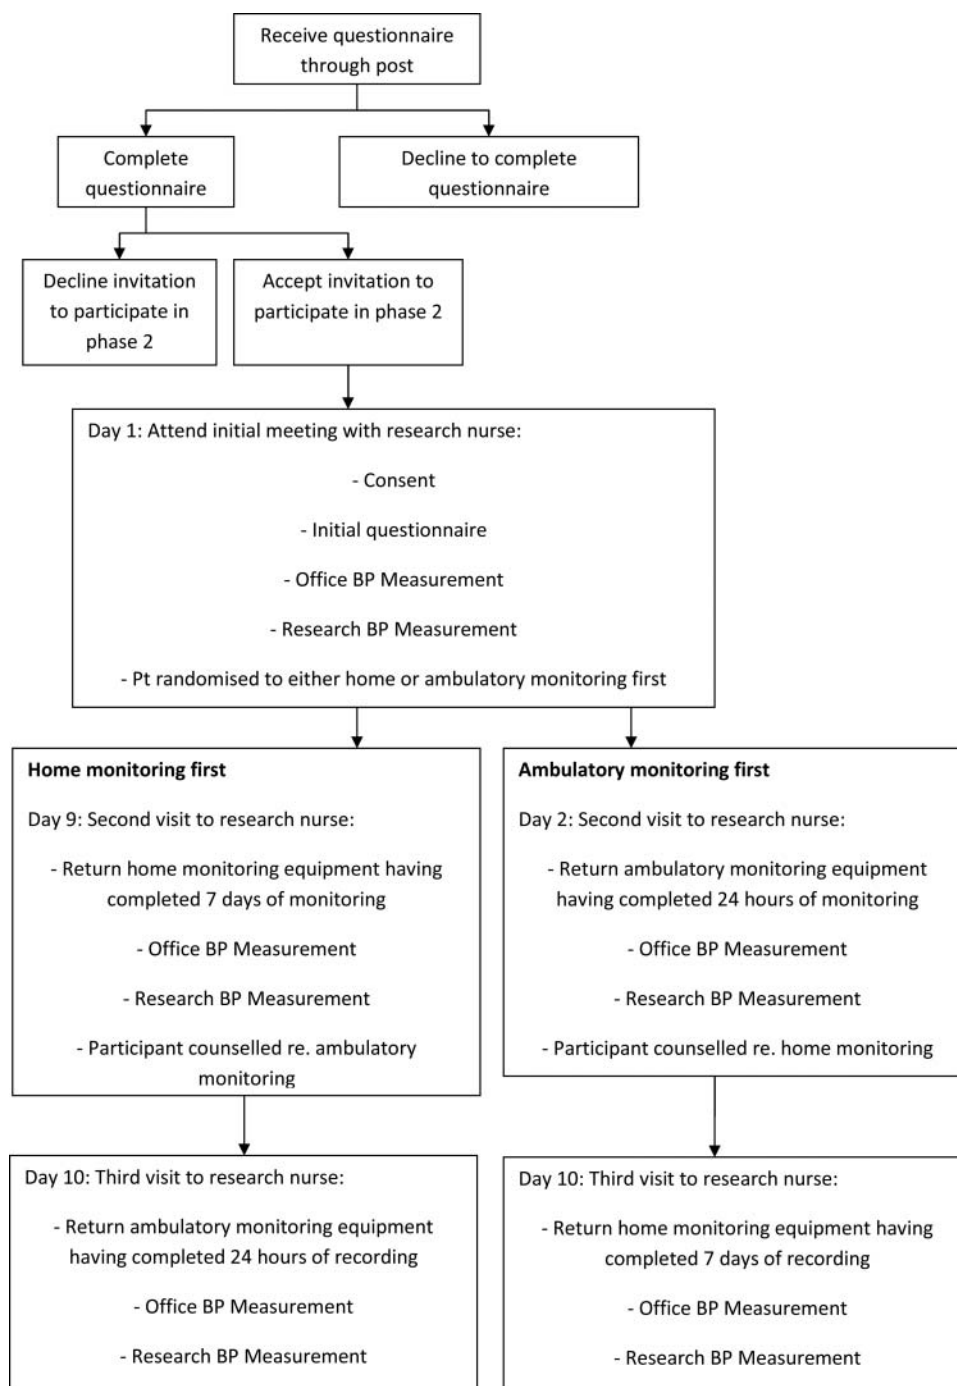 Receive questionnaire
through post
Complete
questionnaire
Decline to complete
questionnaire
Decline invitation
to participate in
phase 2
Accept invitation to
participate in phase 2
Day 1: Attend initial meeting with research nurse:
- Consent
- Initial questionnaire
- Office BP Measurement
- Research BP Measurement
- Pt randomised to either home or ambulatory monitoring first
Home monitoring first
Day 9: Second visit to research nurse:
- Return home monitoring equipment having
completed 7 days of monitoring
- Office BP Measurement
- Research BP Measurement
- Participant counselled re. ambulatory
monitoring
Ambulatory monitoring first
Day 2: Second visit to research nurse:
- Return ambulatory monitoring equipment
having completed 24 hours of monitoring
- Office BP Measurement
- Research BP Measurement
- Participant counselled re. home monitoring
Day 10: Third visit to research nurse:
- Return ambulatory monitoring equipment
having completed 24 hours of recording
- Office BP Measurement
- Research BP Measurement
Day 10: Third visit to research nurse:
- Return home monitoring equipment having
completed 7 days of recording
- Office BP Measurement
- Research BP Measurement